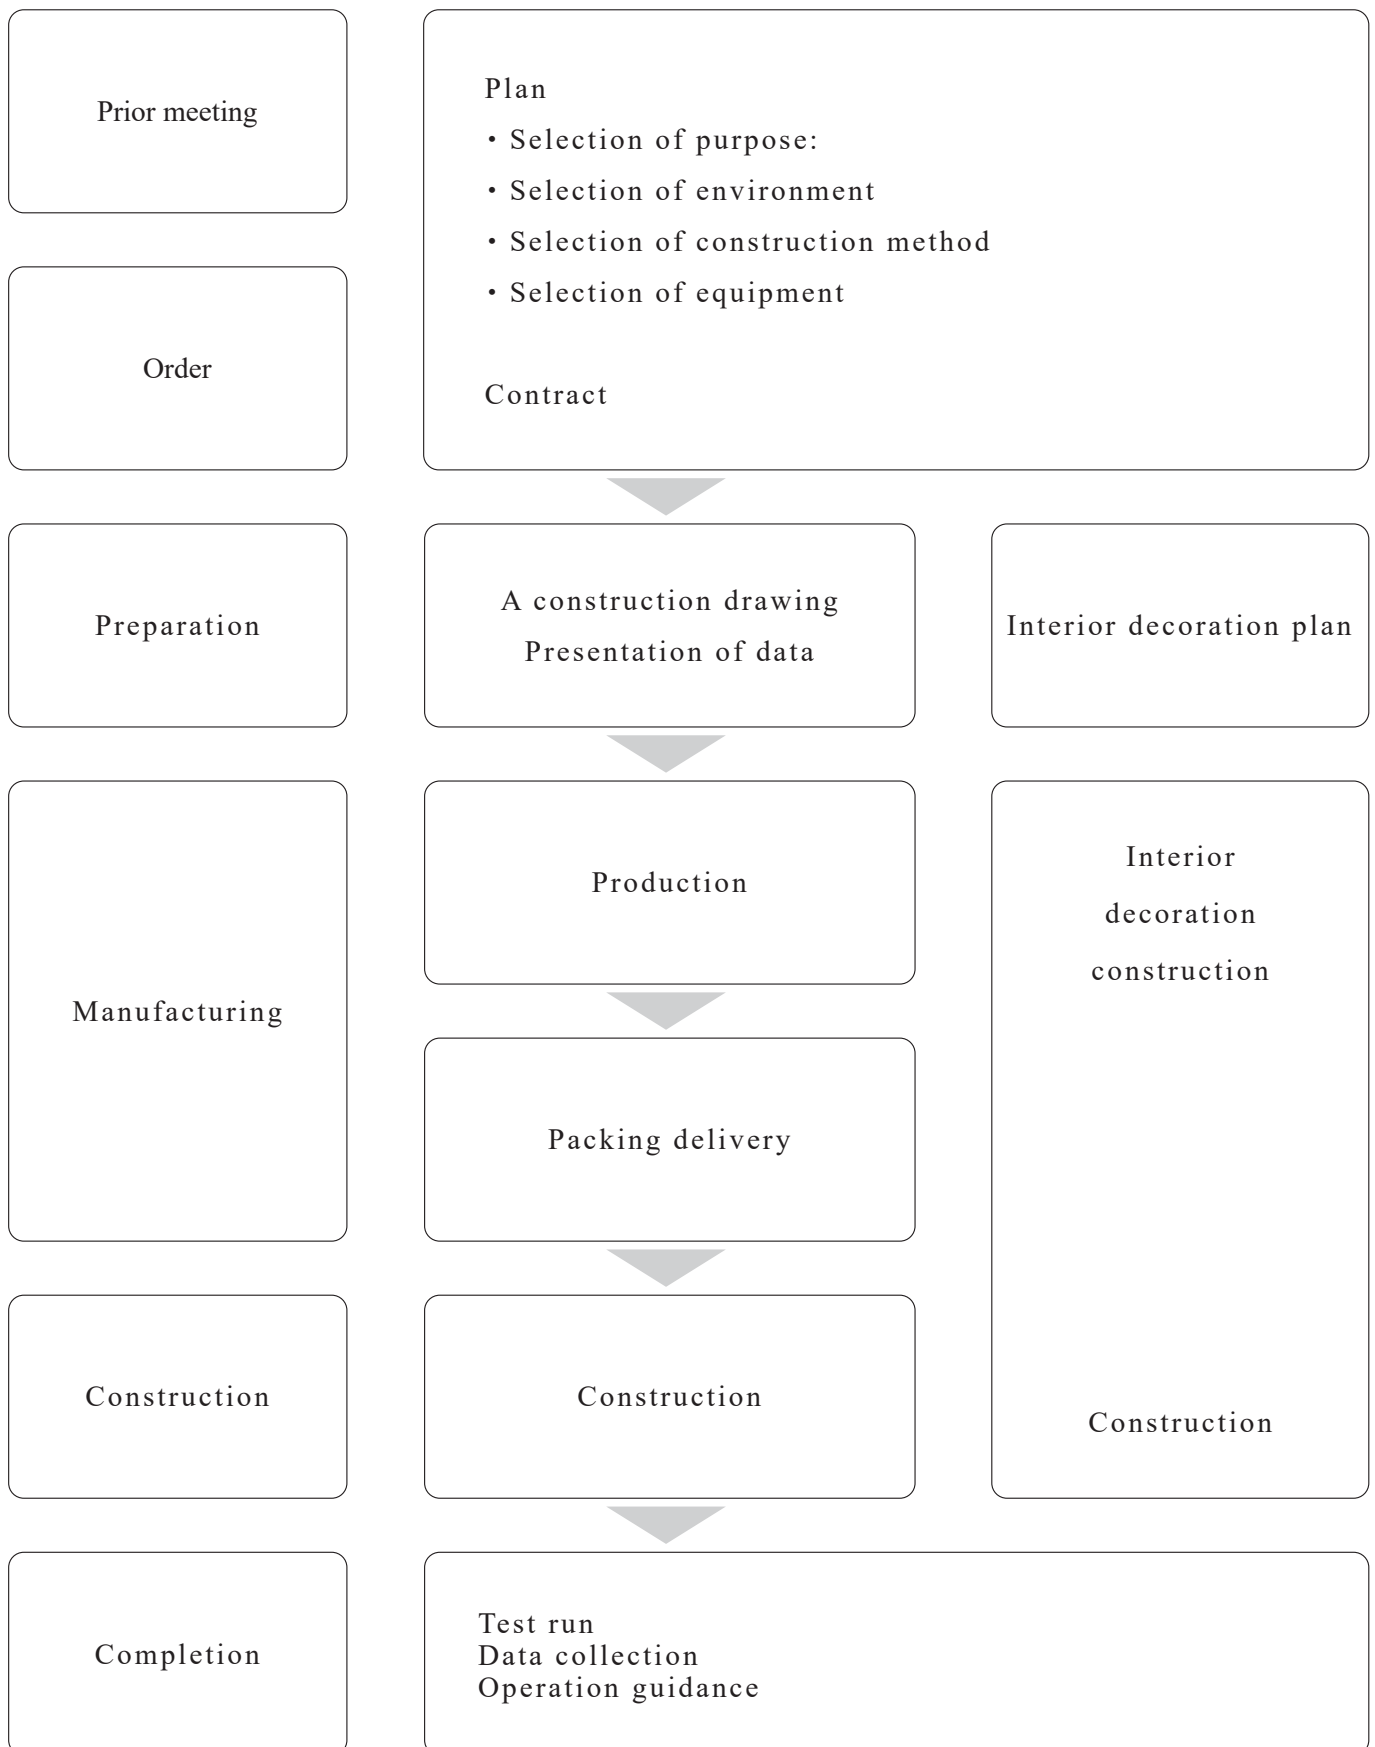 Prior meeting
Plan
・Selection of purpose:
・Selection of environment
・Selection of construction method
・Selection of equipment
Order
Contract
Preparation
A construction drawing
Presentation of data
Interior decoration plan
Manufacturing
Production
Packing delivery
Interior
decoration
construction
Construction
Construction
Construction
Completion
Test run
Data collection
Operation guidance